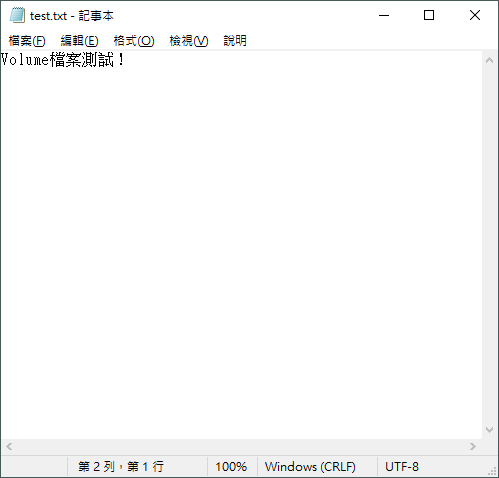 test.txt - 記事本
檔案(F) 編輯(E) 格式(O) 檢視(V) 說明
Volume檔案測試！
第 2 列，第 1 行 100% Windows (CRLF) UTF-8